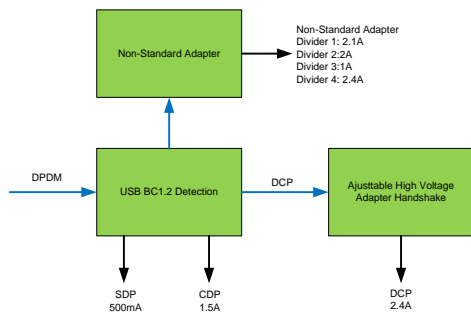 Non-Standard Adapter
Non-Standard Adapter
Divider 1: 2.1A
Divider 2:2A
Divider 3:1A
Divider 4: 2.4A
DPDM
USB BC1.2 Detection
DCP
Ajusttable High Voltage
Adapter Handshake
SDP
500mA
CDP
1.5A
DCP
2.4A